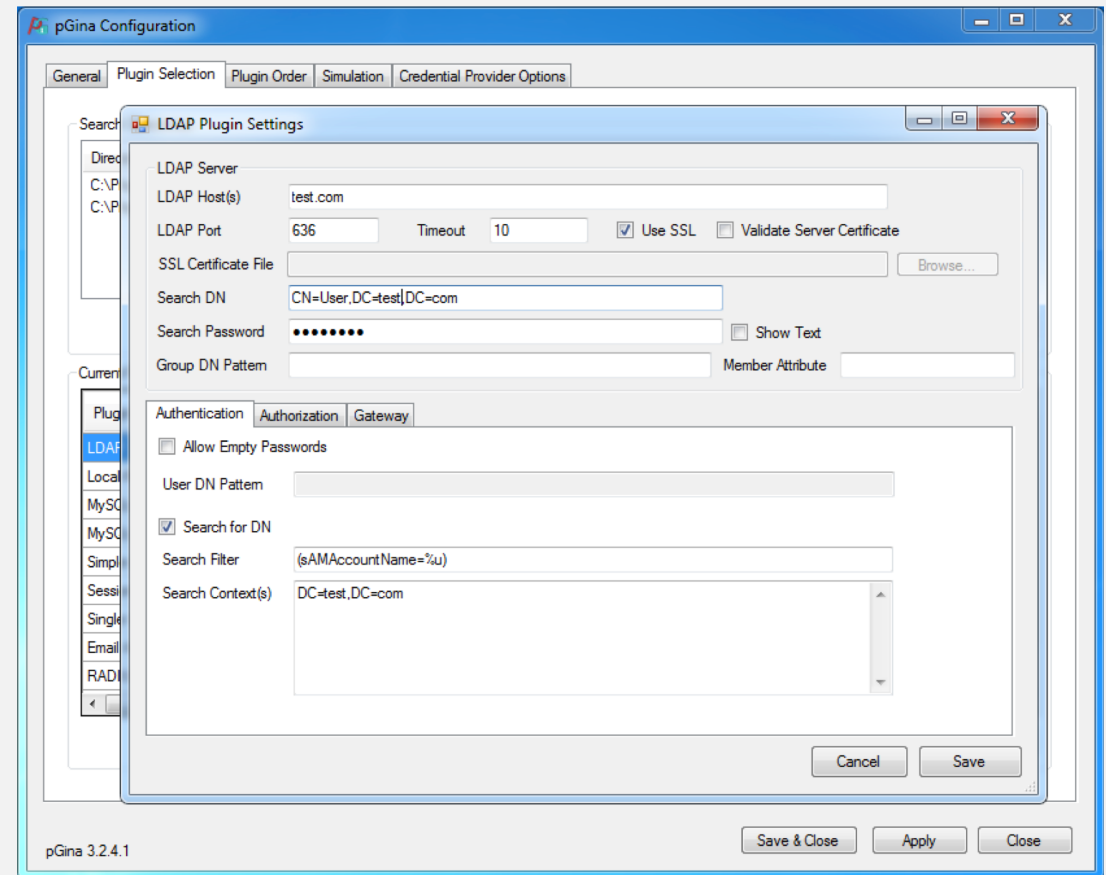 pGina Configuration
General Plugin Selection Plugin Order Simulation Credential Provider Options
Search
LDAP Plugin Settings
Direc
C:\P
C:\P
LDAP Server
LDAP Host(s) test.com
LDAP Port 636 Timeout 10 Use SSL Validate Server Certificate
SSL Certificate File Browse...
Search DN CN=User,DC=test,DC=com
Search Password •••••••• Show Text
Group DN Pattern Member Attribute
Current
Plug
LDAP
Local
MySQ
MySQ
Simpl
Sessi
Single
Email
RADI
Authentication Authorization Gateway
Allow Empty Passwords
User DN Pattern
Search for DN
Search Filter (sAMAccountName=%u)
Search Context(s) DC=test,DC=com
Cancel Save
pGina 3.2.4.1
Save & Close Apply Close